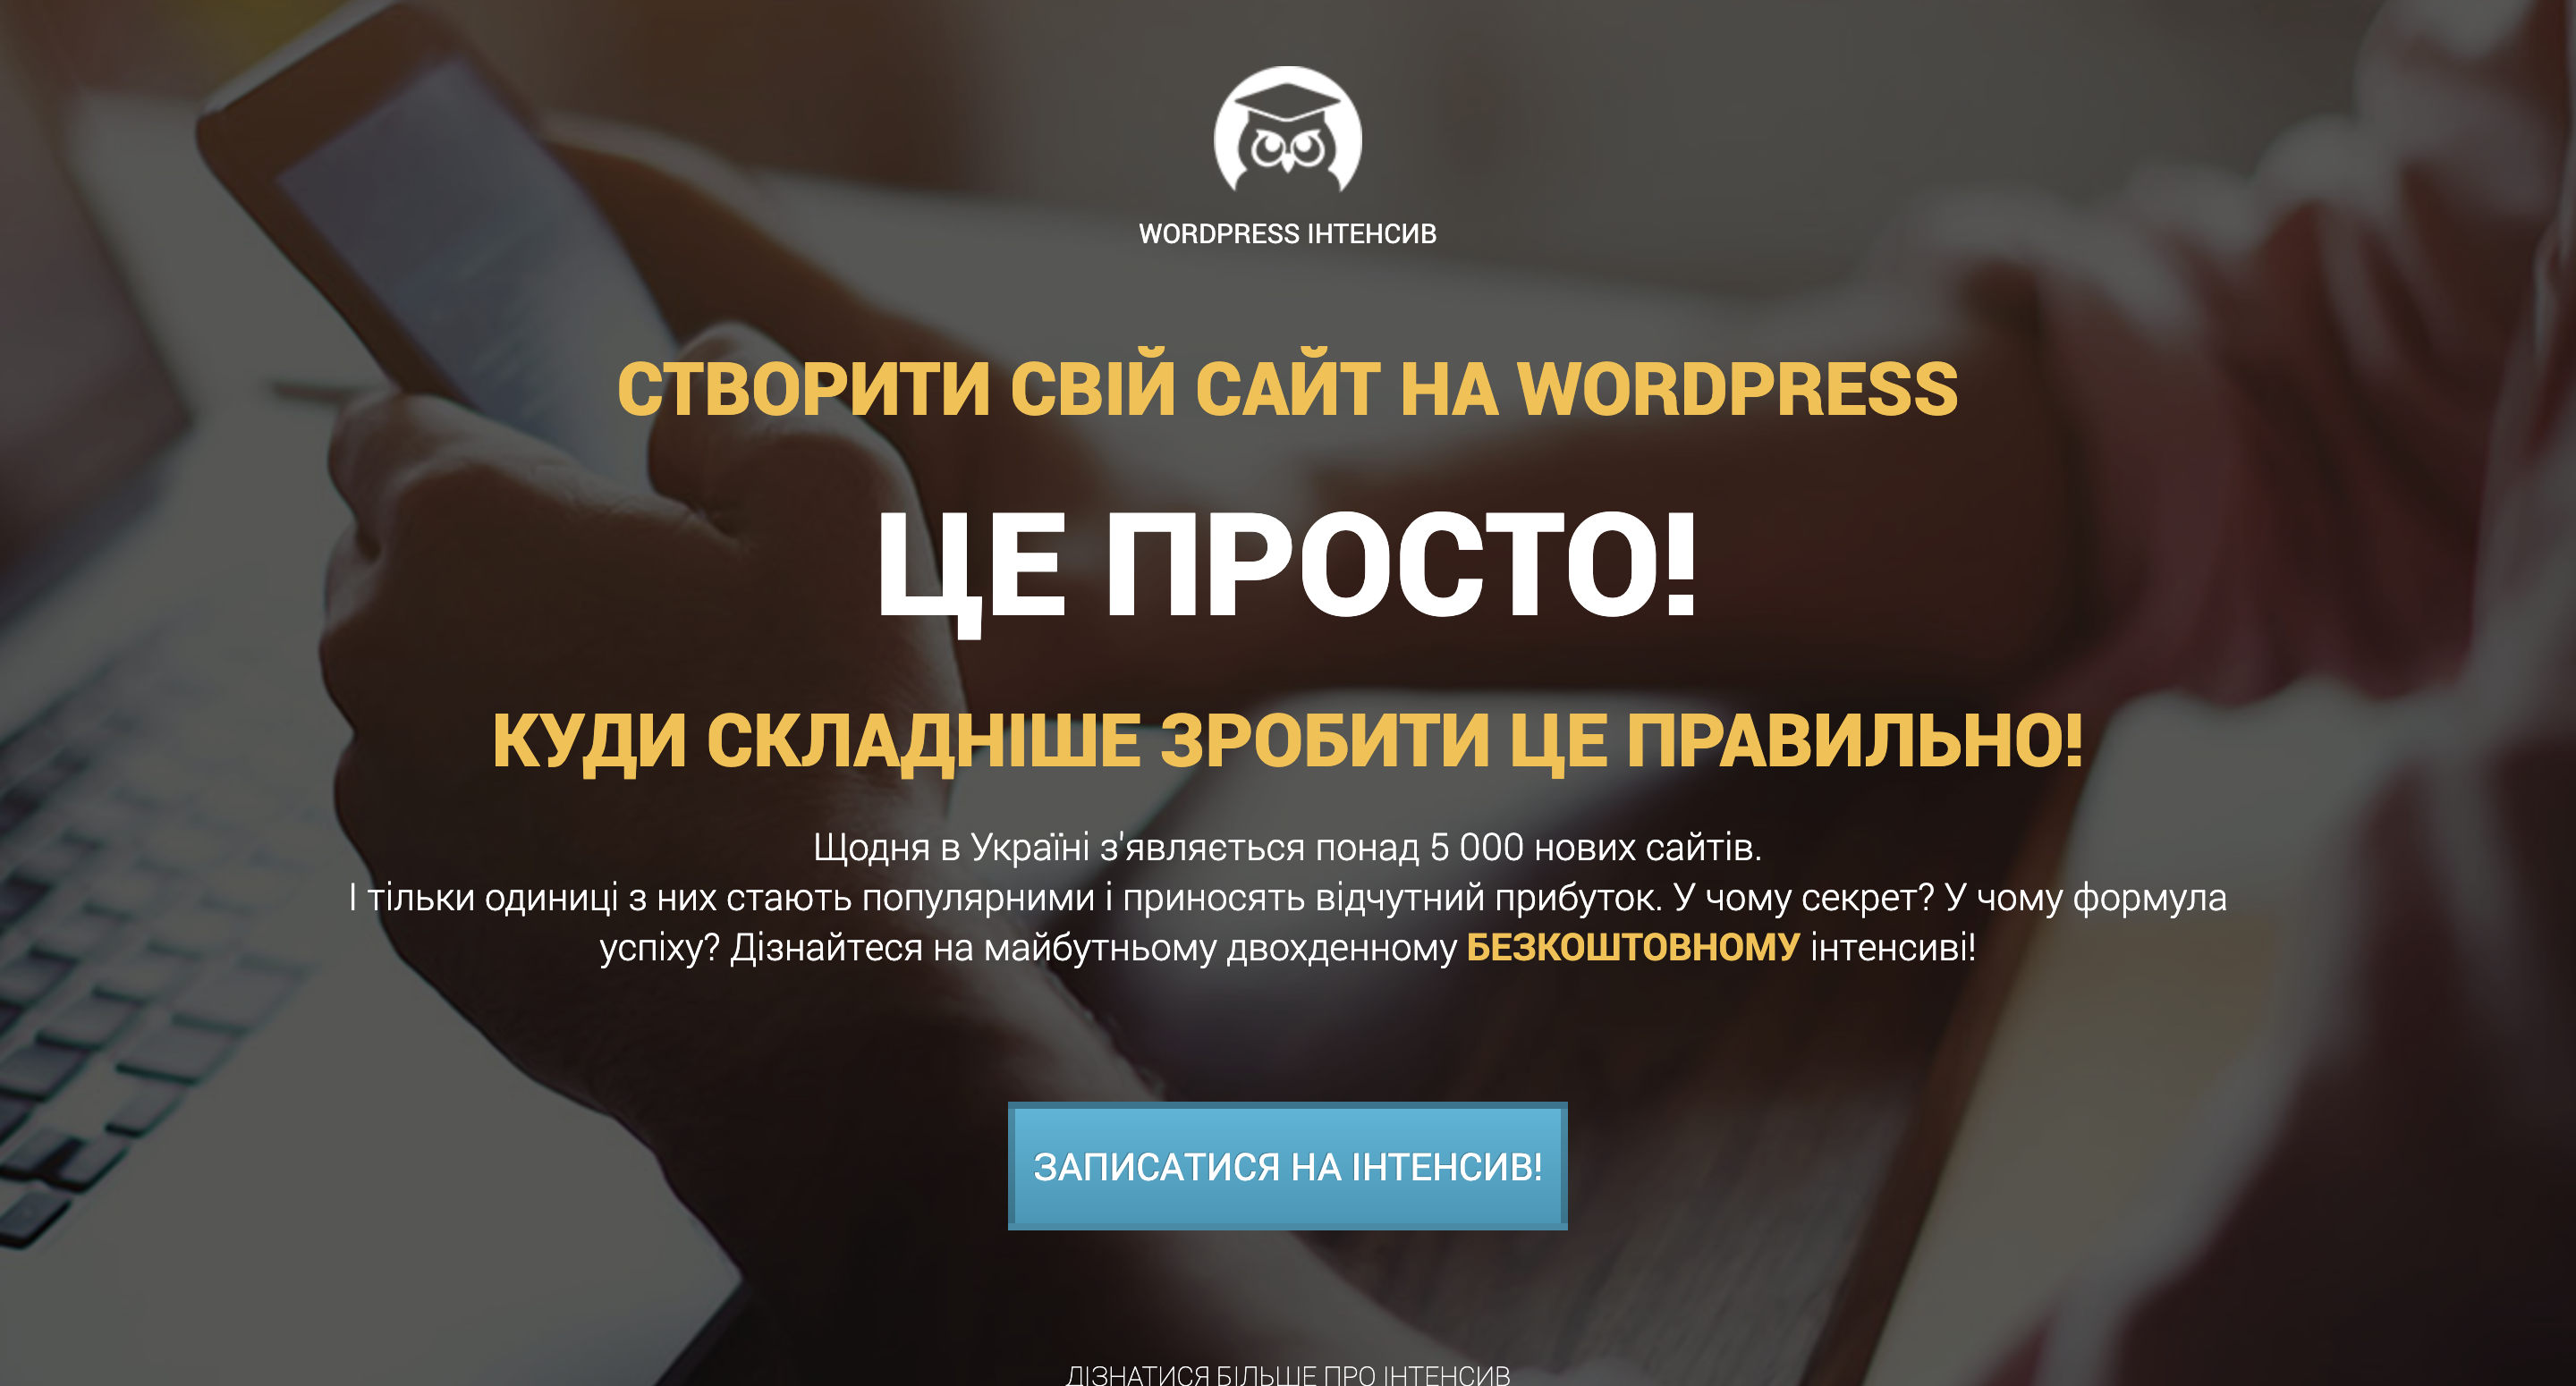 WORDPRESS ІНТЕНСИВ
СТВОРИТИ СВІЙ САЙТ НА WORDPRESS
ЦЕ ПРОСТО!
КУДИ СКЛАДНІШЕ ЗРОБИТИ ЦЕ ПРАВИЛЬНО!
Щодня в Україні з'являється понад 5 000 нових сайтів.
І тільки одиниці з них стають популярними і приносять відчутний прибуток. У чому секрет? У чому формула
успіху? Дізнайтеся на майбутньому двохденному БЕЗКОШТОВНОМУ інтенсиві!
ЗАПИСАТИСЯ НА ІНТЕНСИВ!
ДІЗНАТИСЯ БІЛЬШЕ ПРО ІНТЕНСИВ